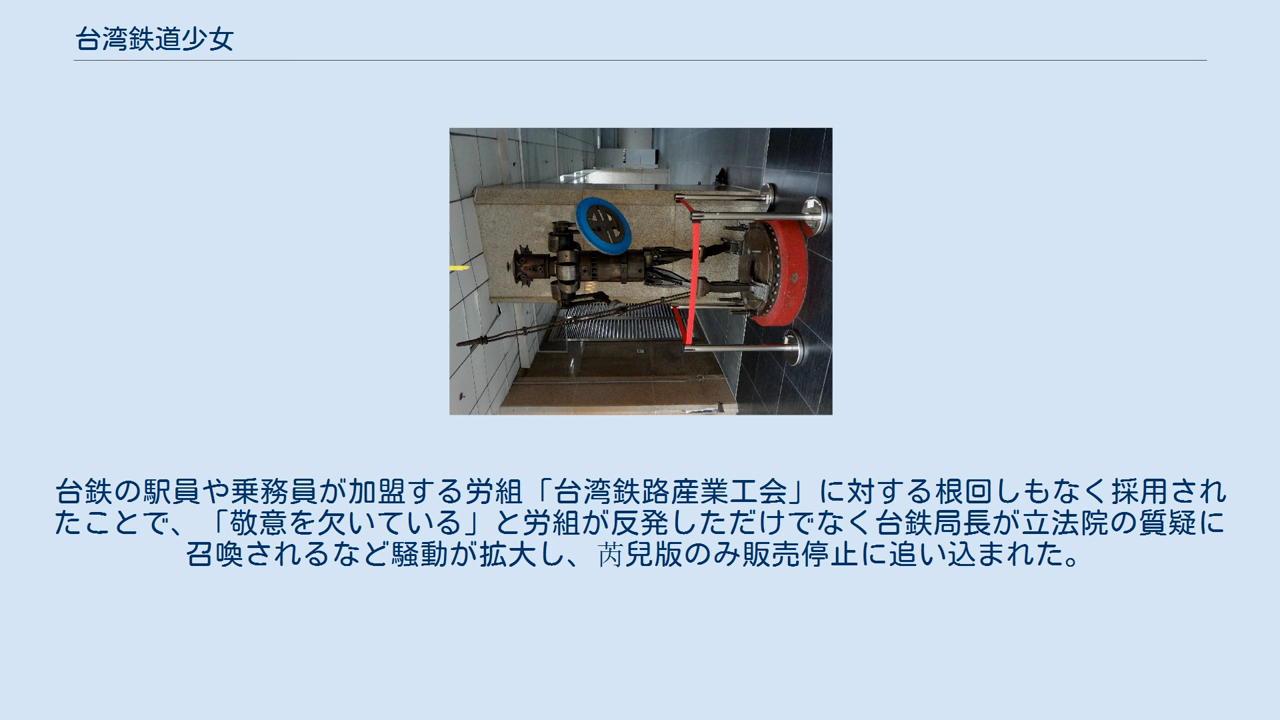 台湾鉄道少女
台鉄の駅員や乗務員が加盟する労組「台湾鉄路産業工会」に対する根回しもなく採用され
たことで、「敬意を欠いている」と労組が反発しただけでなく台鉄局長が立法院の質疑に
召喚されるなど騒動が拡大し、芮兒版のみ販売停止に追い込まれた。